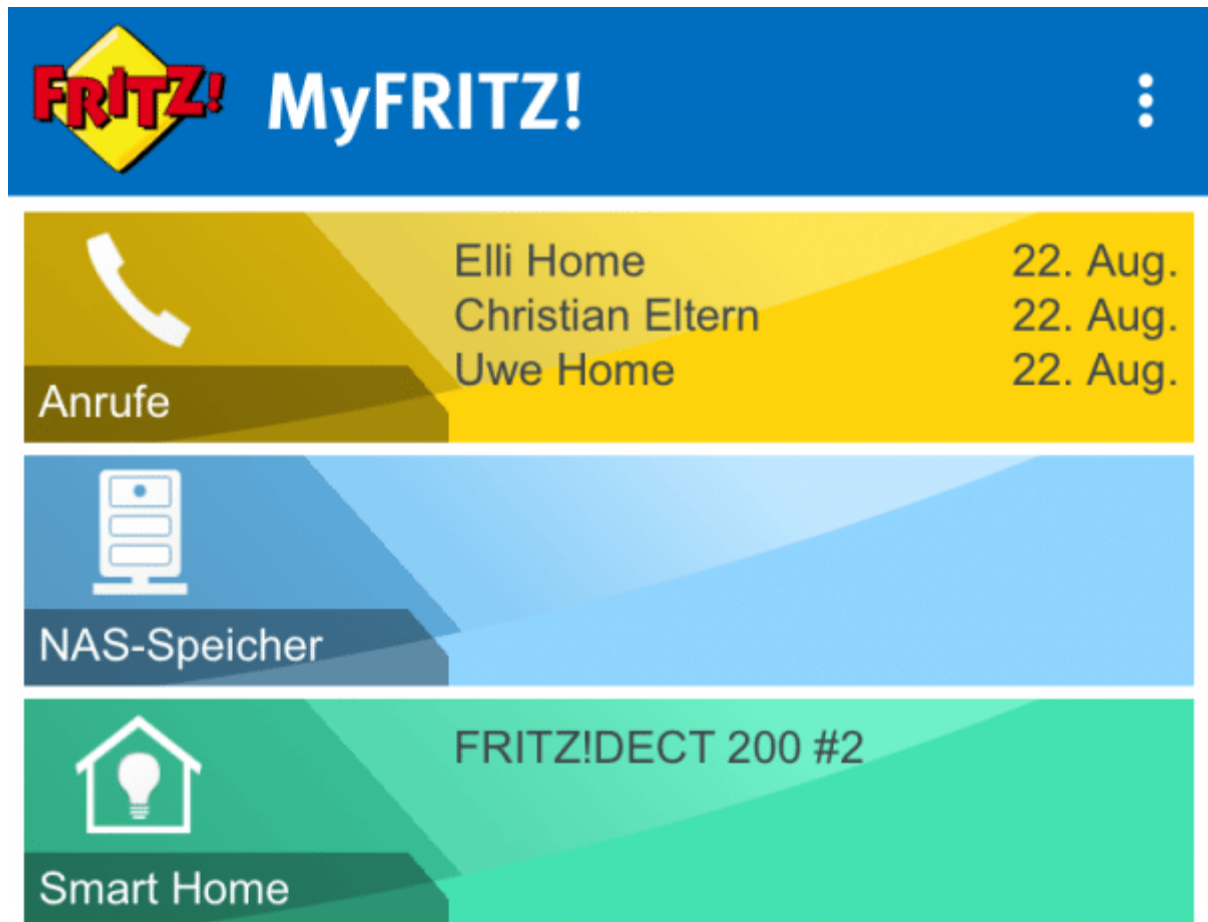 FRITZ! MyFRITZ!
Elli Home 22. Aug.
Christian Eltern 22. Aug.
Uwe Home 22. Aug.
Anrufe
NAS-Speicher
FRITZ!DECT 200 #2
Smart Home